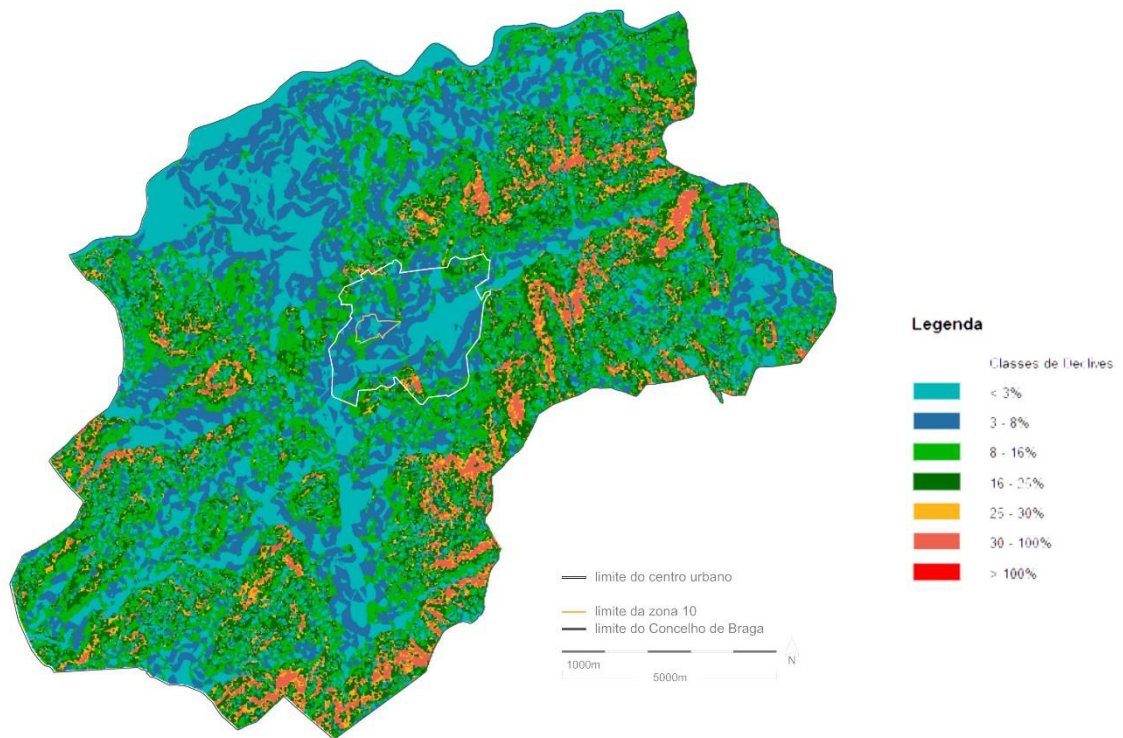 Legenda
Classes de Declives
< 3%
3 - 8%
8 - 16%
16 - 25%
25 - 30%
30 - 100%
> 100%
limite do centro urbano
limite da zona 10
limite do Concelho de Braga
1000m
5000m
N